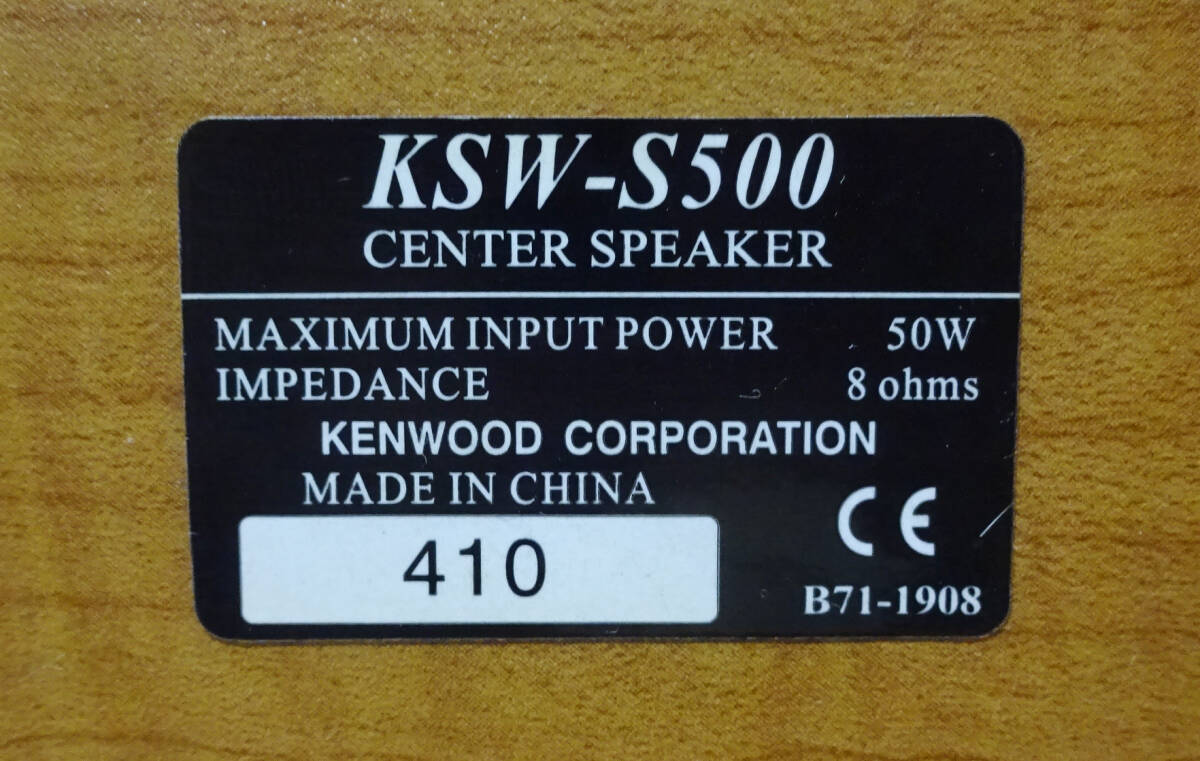 KSW-S500
CENTER SPEAKER
MAXIMUM INPUT POWER 50W
IMPEDANCE 8 ohms
KENWOOD CORPORATION
MADE IN CHINA
410
CE
B71-1908